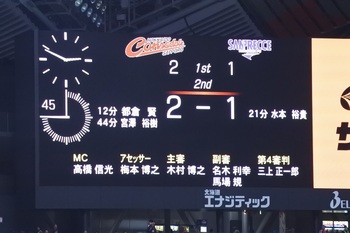 Consadole
SANFRECCE
2 1st 1
2nd
2-1
45
12分 都倉 賢
44分 宮澤 裕樹
21分 水本 裕貴
MC 7セッサー 主審 副審 第4審判
高橋 信光 梅本 博之 木村 博之 名木 利幸 三上 正一郎
馬場 規
北海道
エナジティック